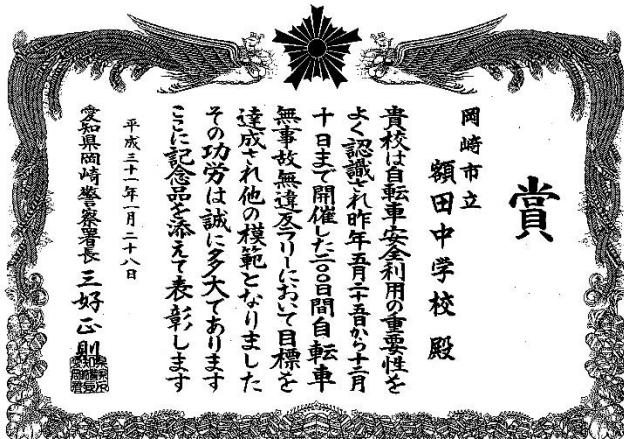 賞
岡崎市立
額田中学校殿
貴校は自転車安全利用の重要性を
よく認識され昨年五月二十五日から十二月
十日まで開催した二〇〇日間自転車
無事故無違反ラリーにおいて目標を
達成され他の模範となりました
その功労は誠に多大であります
ここに記念品を添えて表彰します
平成三十一年一月二十八日
愛知県岡崎警察署長 三好正則